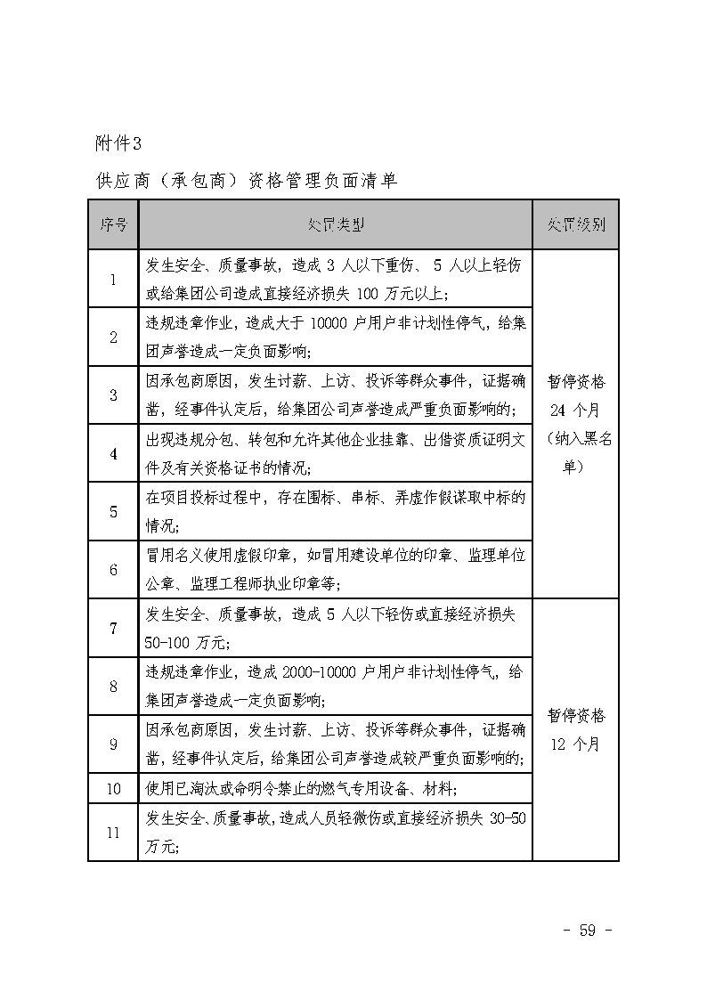 附件3
供应商（承包商）资格管理负面清单
序号 处罚类型 处罚级别
1 发生安全、质量事故，造成 3 人以下重伤、 5 人以上轻伤
或给集团公司造成直接经济损失 100 万元以上；
2 违规违章作业，造成大于 10000 户用户非计划性停气，给集
团声誉造成一定负面影响；
3 因承包商原因，发生讨薪、上访、投诉等群众事件，证据确
凿，经事件认定后，给集团公司声誉造成严重负面影响的；
4 出现违规分包、转包和允许其他企业挂靠、出借资质证明文
件及有关资格证书的情况；
5 在项目投标过程中，存在围标、串标、弄虚作假谋取中标的
情况；
6 冒用名义使用虚假印章，如冒用建设单位的印章、监理单位
公章、监理工程师执业印章等；
暂停资格
24 个月
（纳入黑名
单）
7 发生安全、质量事故，造成 5 人以下轻伤或直接经济损失
50-100 万元；
8 违规违章作业，造成 2000-10000 户用户非计划性停气，给
集团声誉造成一定负面影响；
9 因承包商原因，发生讨薪、上访、投诉等群众事件，证据确
凿，经事件认定后，给集团公司声誉造成较严重负面影响的；
10 使用已淘汰或命明令禁止的燃气专用设备、材料；
11 发生安全、质量事故，造成人员轻微伤或直接经济损失 30-50
万元；
暂停资格
12 个月
- 59 -